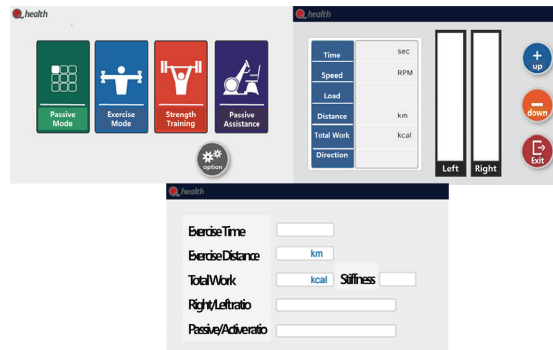 health
Passive
Mode
Exercise
Mode
Strength
Training
Passive
Assistance
option
health
Time sec
Speed RPM
Load
Distance km
Total Work kcal
Direction
Left Right
up
down
Exit
health
Exercise Time
Exercise Distance km
Total Work kcal Stiffness
Right/Left ratio
Passive/Active ratio